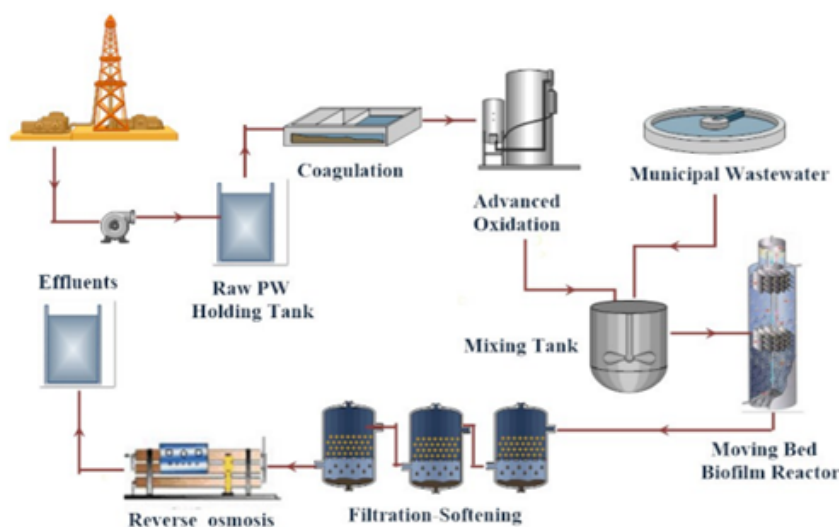 Coagulation
Advanced
Oxidation
Municipal Wastewater
Effluents
Raw PW
Holding Tank
Mixing Tank
Moving Bed
Biofilm Reactor
Reverse osmosis
Filtration-Softening